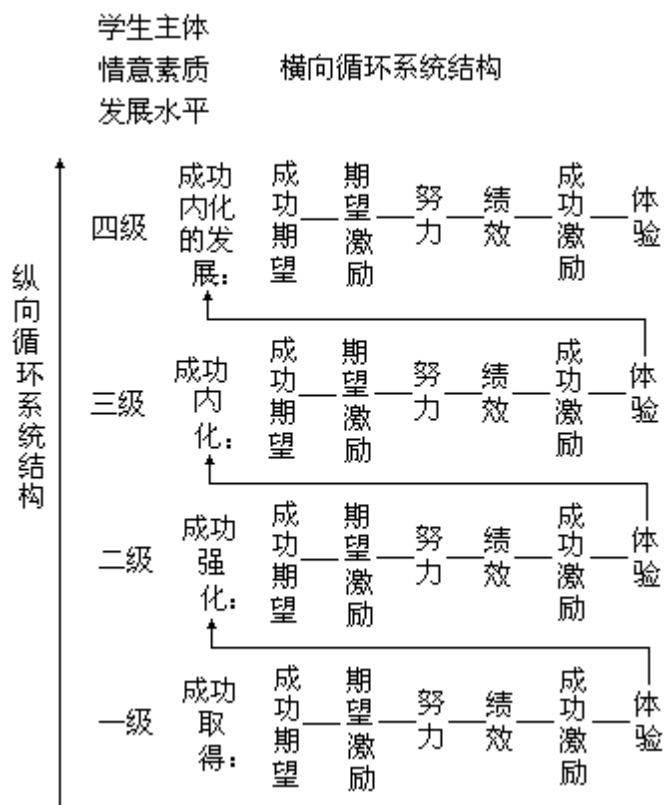 学生主体
情意素质
发展水平
横向循环系统结构
纵向循环系统结构
四级
成功
内化
的发
展：
成功期望
期望激励
努力
绩效
成功激励
体验
三级
成功
内
化：
成功期望
期望激励
努力
绩效
成功激励
体验
二级
成功
强
化：
成功期望
期望激励
努力
绩效
成功激励
体验
一级
成功
取
得：
成功期望
期望激励
努力
绩效
成功激励
体验